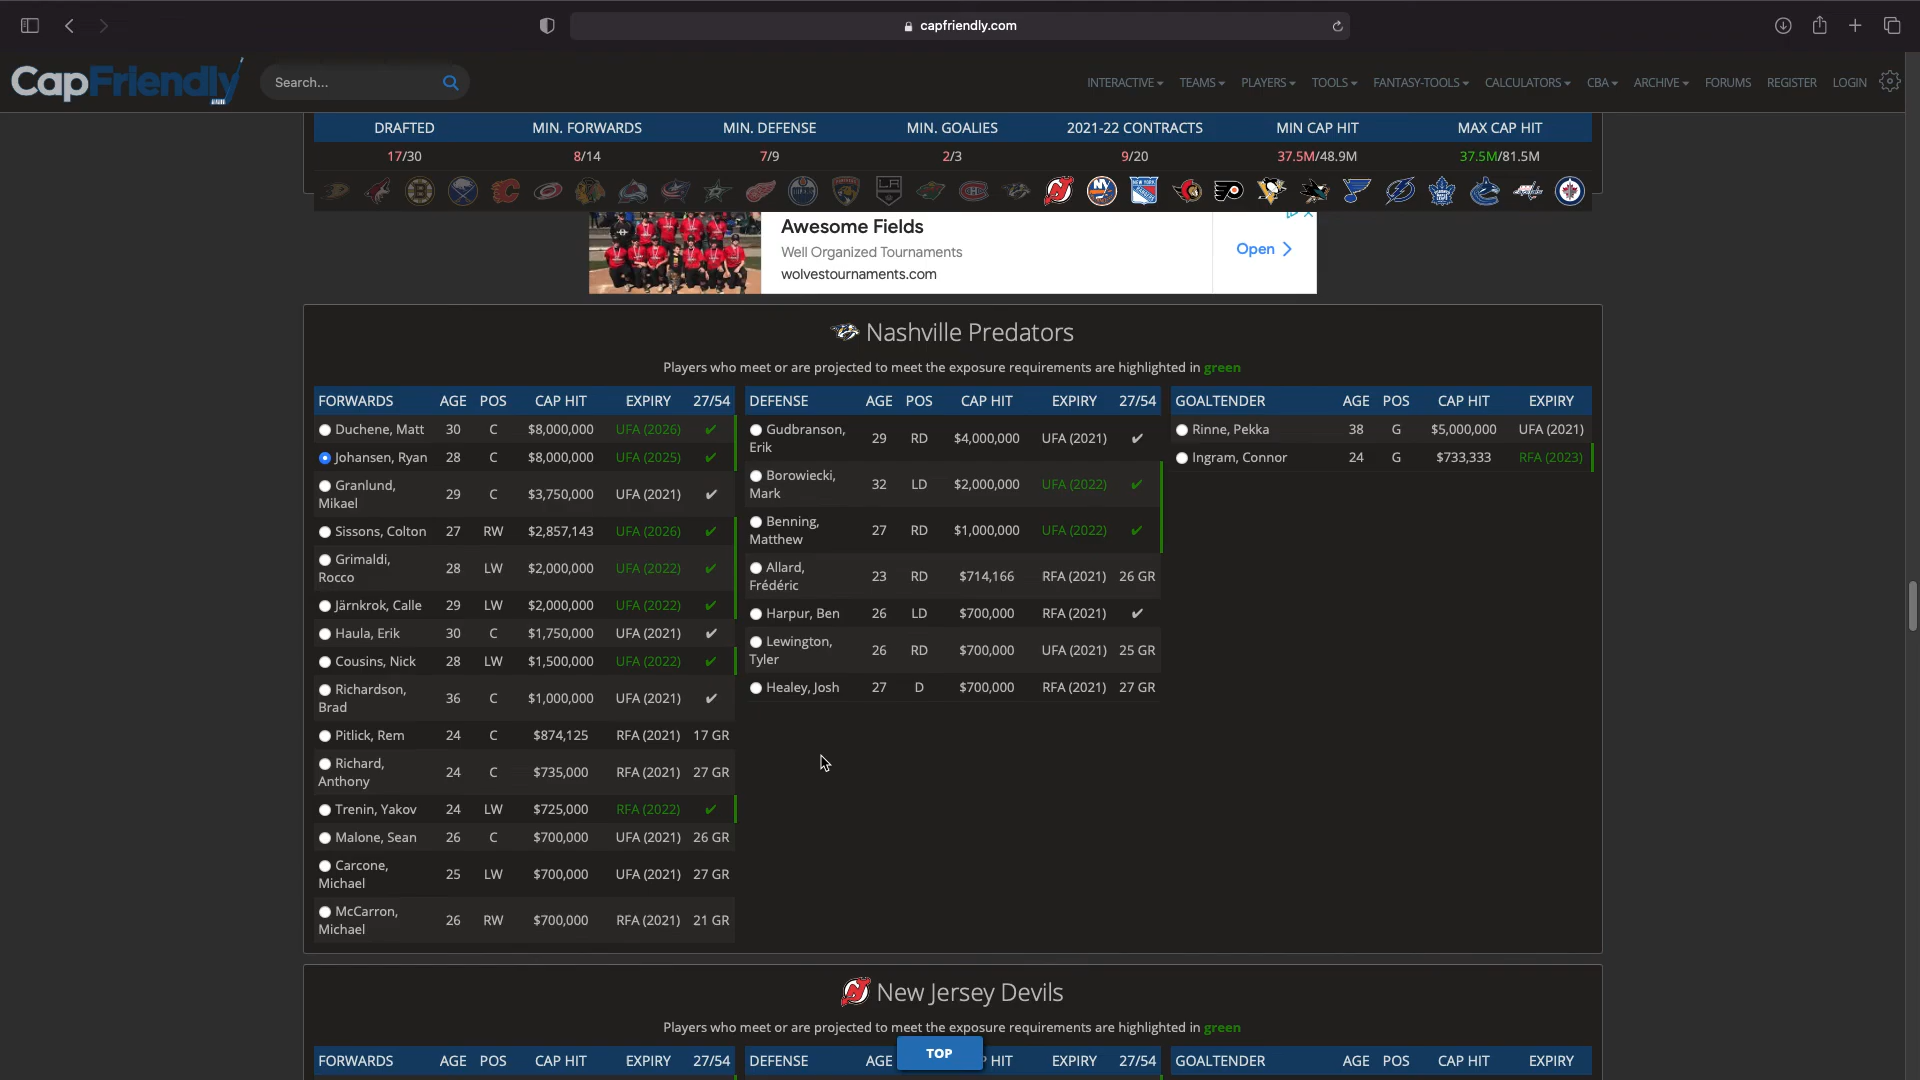 capfriendly.com
CapFriendly
.com
Search...
INTERACTIVE TEAMS PLAYERS TOOLS FANTASY-TOOLS CALCULATORS CBA ARCHIVE FORUMS REGISTER LOGIN
DRAFTED MIN. FORWARDS MIN. DEFENSE MIN. GOALIES 2021-22 CONTRACTS MIN CAP HIT MAX CAP HIT
17/30 8/14 7/9 2/3 9/20 37.5M/48.9M 37.5M/81.5M
Awesome Fields
Well Organized Tournaments
wolvestournaments.com
Open
Nashville Predators
Players who meet or are projected to meet the exposure requirements are highlighted in green
FORWARDS AGE POS CAP HIT EXPIRY 27/54
Duchene, Matt 30 C $8,000,000 UFA (2026) ✔
Johansen, Ryan 28 C $8,000,000 UFA (2025) ✔
Granlund,
Mikael 29 C $3,750,000 UFA (2021) ✔
Sissons, Colton 27 RW $2,857,143 UFA (2026) ✔
Grimaldi,
Rocco 28 LW $2,000,000 UFA (2022) ✔
Järnkrok, Calle 29 LW $2,000,000 UFA (2022) ✔
Haula, Erik 30 C $1,750,000 UFA (2021) ✔
Cousins, Nick 28 LW $1,500,000 UFA (2022) ✔
Richardson,
Brad 36 C $1,000,000 UFA (2021) ✔
Pitlick, Rem 24 C $874,125 RFA (2021) 17 GR
Richard,
Anthony 24 C $735,000 RFA (2021) 27 GR
Trenin, Yakov 24 LW $725,000 RFA (2022) ✔
Malone, Sean 26 C $700,000 UFA (2021) 26 GR
Carcone,
Michael 25 LW $700,000 UFA (2021) 27 GR
McCarron,
Michael 26 RW $700,000 RFA (2021) 21 GR
DEFENSE AGE POS CAP HIT EXPIRY 27/54
Gudbranson,
Erik 29 RD $4,000,000 UFA (2021) ✔
Borowiecki,
Mark 32 LD $2,000,000 UFA (2022) ✔
Benning,
Matthew 27 RD $1,000,000 UFA (2022) ✔
Allard,
Frédéric 23 RD $714,166 RFA (2021) 26 GR
Harpur, Ben 26 LD $700,000 RFA (2021) ✔
Lewington,
Tyler 26 RD $700,000 UFA (2021) 25 GR
Healey, Josh 27 D $700,000 RFA (2021) 27 GR
GOALTENDER AGE POS CAP HIT EXPIRY
Rinne, Pekka 38 G $5,000,000 UFA (2021)
Ingram, Connor 24 G $733,333 RFA (2023)
New Jersey Devils
Players who meet or are projected to meet the exposure requirements are highlighted in green
FORWARDS AGE POS CAP HIT EXPIRY 27/54 DEFENSE AGE HIT EXPIRY 27/54 GOALTENDER AGE POS CAP HIT EXPIRY
TOP